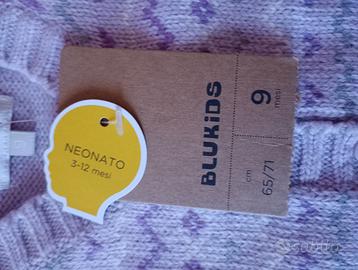 NEONATO
3-12 mesi
BLUKIDS
cm
65/71
9
mesi